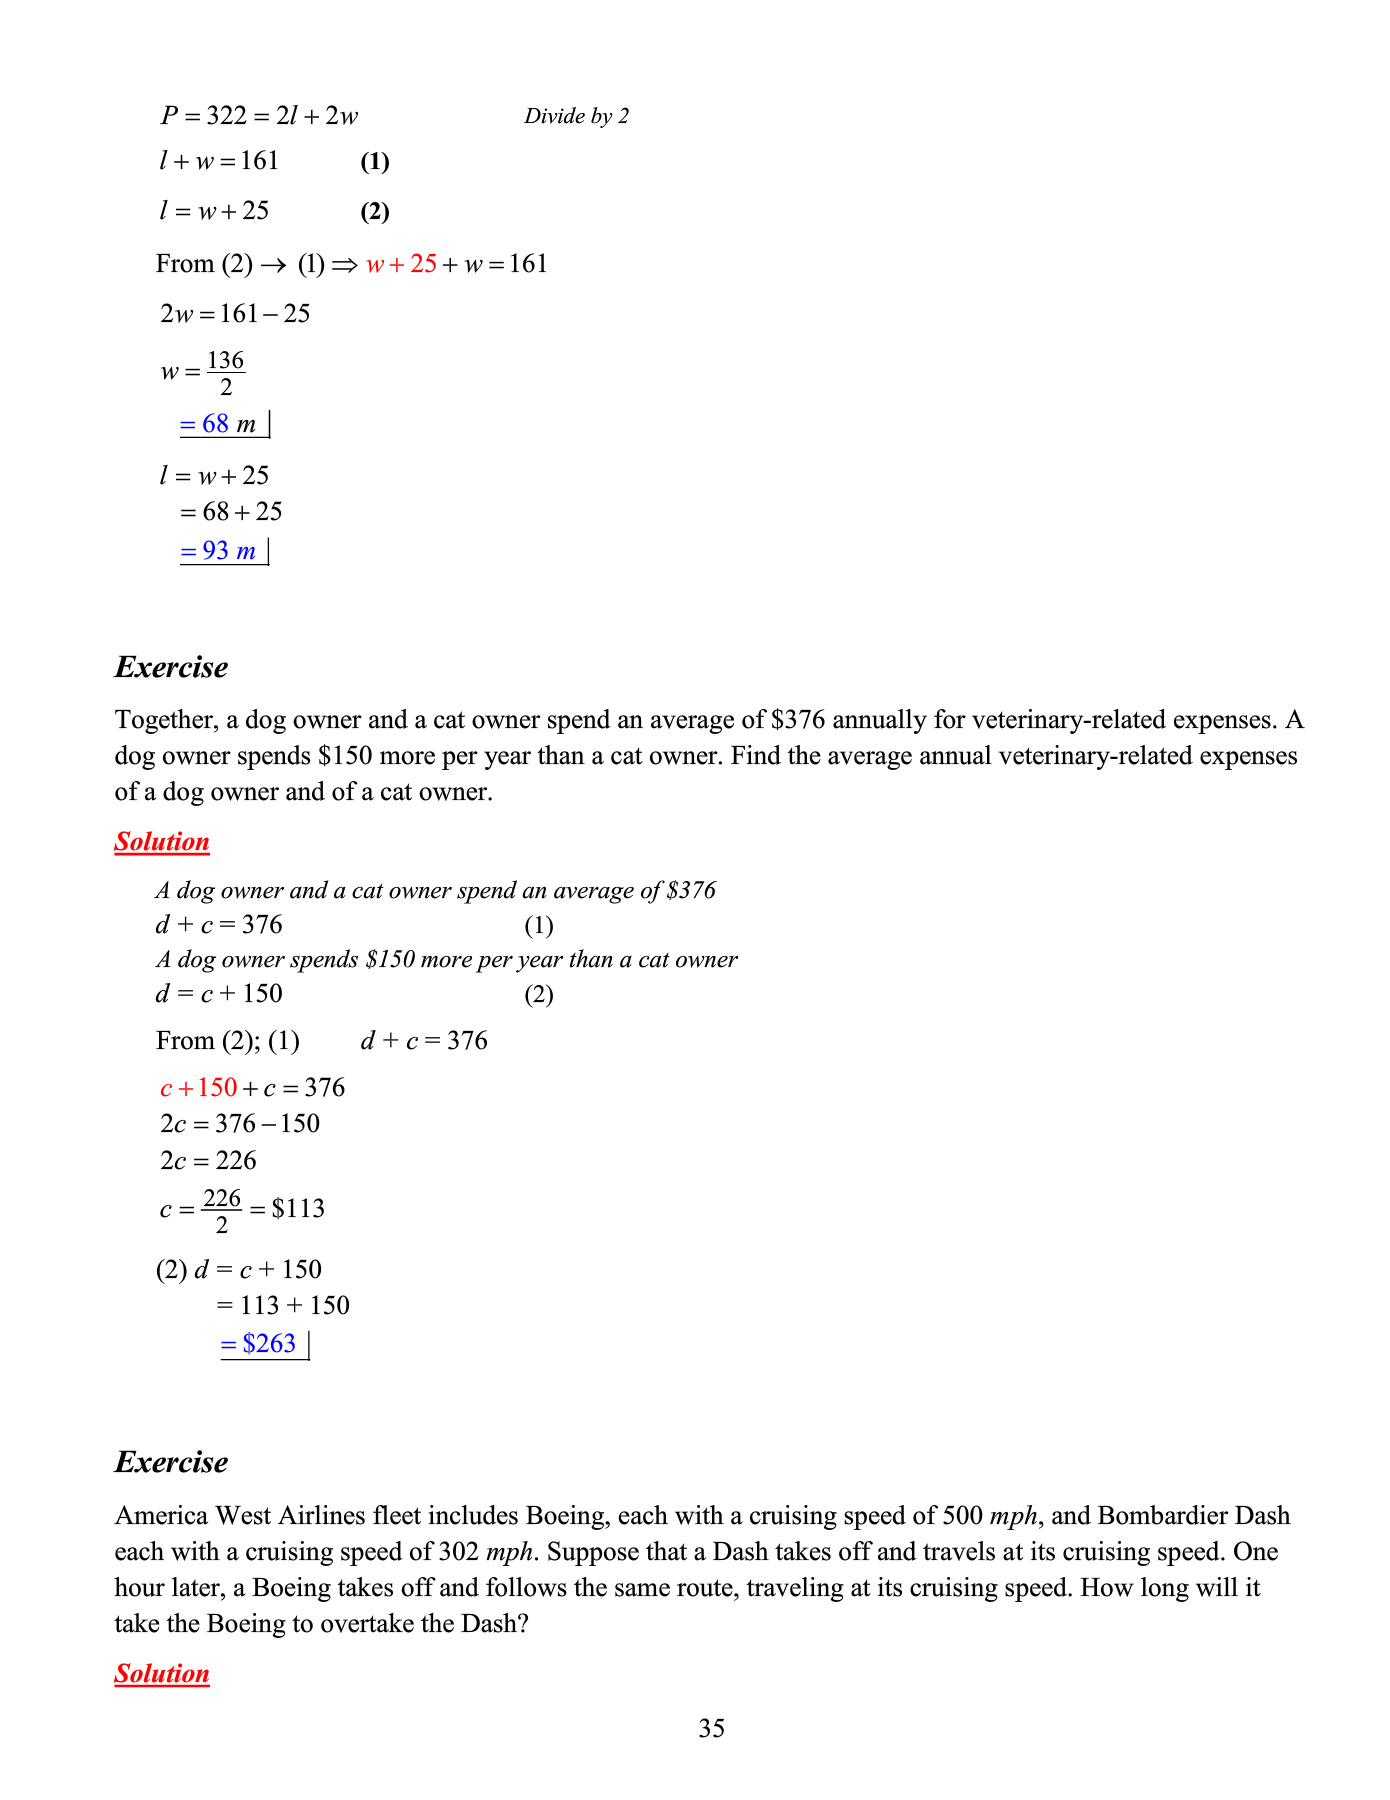 P = 322 = 2l + 2w Divide by 2
l + w = 161 (1)
l = w + 25 (2)
From (2) → (1) ⇒ w + 25 + w = 161
2w = 161 − 25
w = 136/2
= 68 m
l = w + 25
= 68 + 25
= 93 m
Exercise
Together, a dog owner and a cat owner spend an average of $376 annually for veterinary-related expenses. A
dog owner spends $150 more per year than a cat owner. Find the average annual veterinary-related expenses
of a dog owner and of a cat owner.
Solution
A dog owner and a cat owner spend an average of $376
d + c = 376 (1)
A dog owner spends $150 more per year than a cat owner
d = c + 150 (2)
From (2); (1) d + c = 376
c + 150 + c = 376
2c = 376 − 150
2c = 226
c = 226/2 = $113
(2) d = c + 150
= 113 + 150
= $263
Exercise
America West Airlines fleet includes Boeing, each with a cruising speed of 500 mph, and Bombardier Dash
each with a cruising speed of 302 mph. Suppose that a Dash takes off and travels at its cruising speed. One
hour later, a Boeing takes off and follows the same route, traveling at its cruising speed. How long will it
take the Boeing to overtake the Dash?
Solution
35